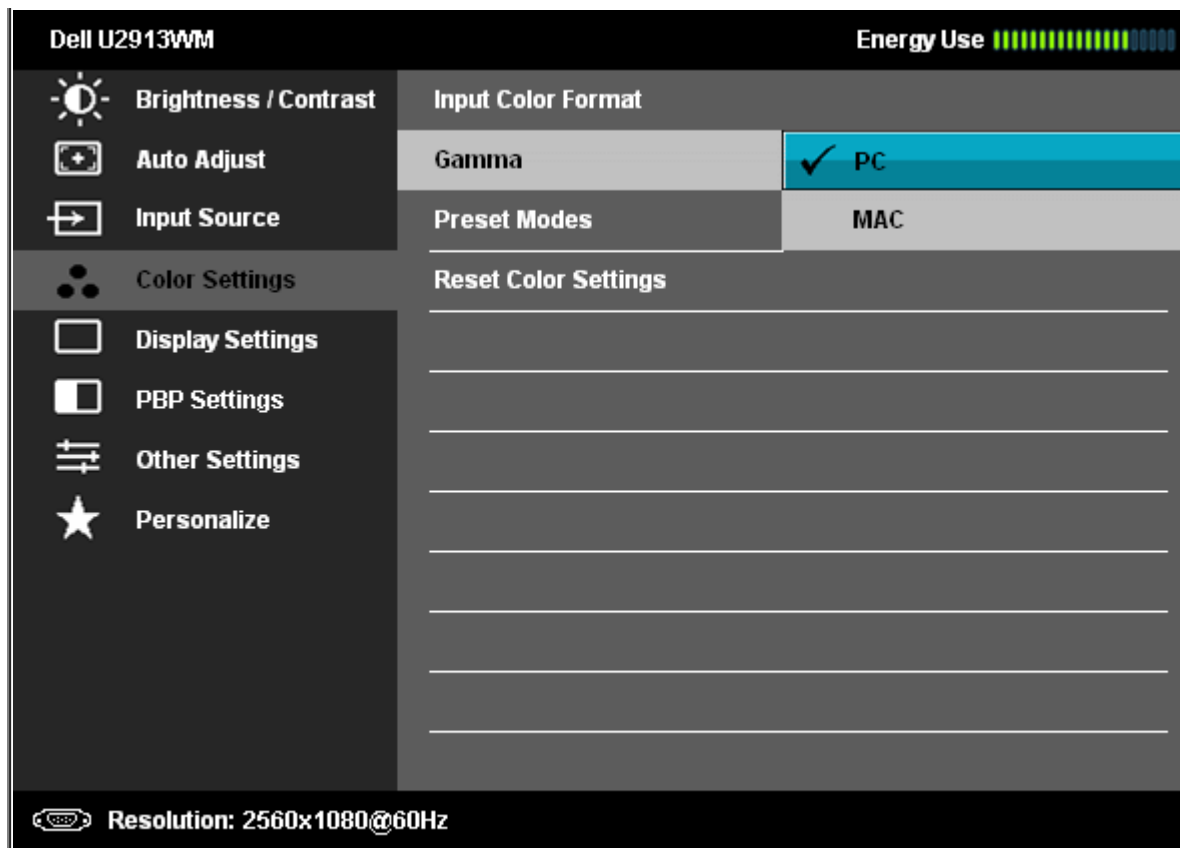 Dell U2913WM Energy Use
Brightness / Contrast Input Color Format
Auto Adjust Gamma PC
Input Source Preset Modes MAC
Color Settings Reset Color Settings
Display Settings
PBP Settings
Other Settings
Personalize
Resolution: 2560x1080@60Hz